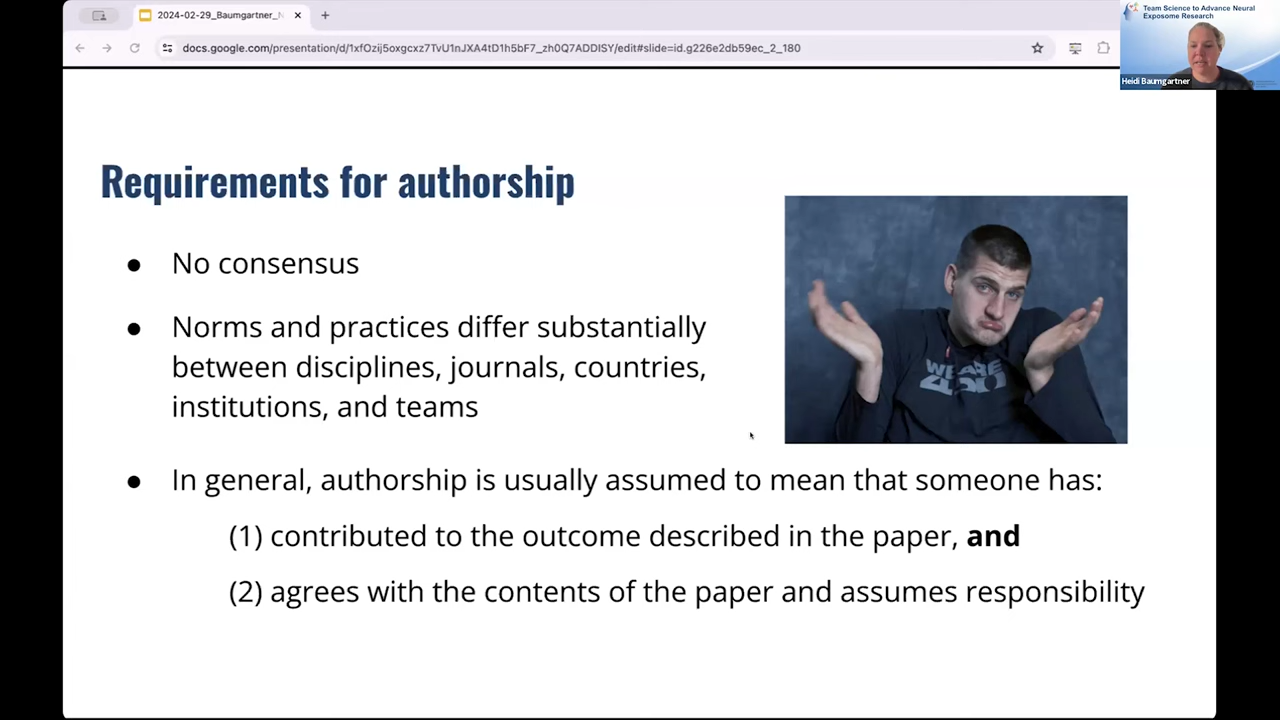 2024-02-29_Baumgartner_N
docs.google.com/presentation/d/1xfOzij5oxgcxz7TvU1nJXA4tD1h5bF7_zh0Q7ADDISY/edit#slide=id.g226e2db59ec_2_180
Team Science to Advance Neural
Exposome Research
Heidi Baumgartner
Requirements for authorship
● No consensus
● Norms and practices differ substantially
between disciplines, journals, countries,
institutions, and teams
WE ARE
● In general, authorship is usually assumed to mean that someone has:
(1) contributed to the outcome described in the paper, and
(2) agrees with the contents of the paper and assumes responsibility